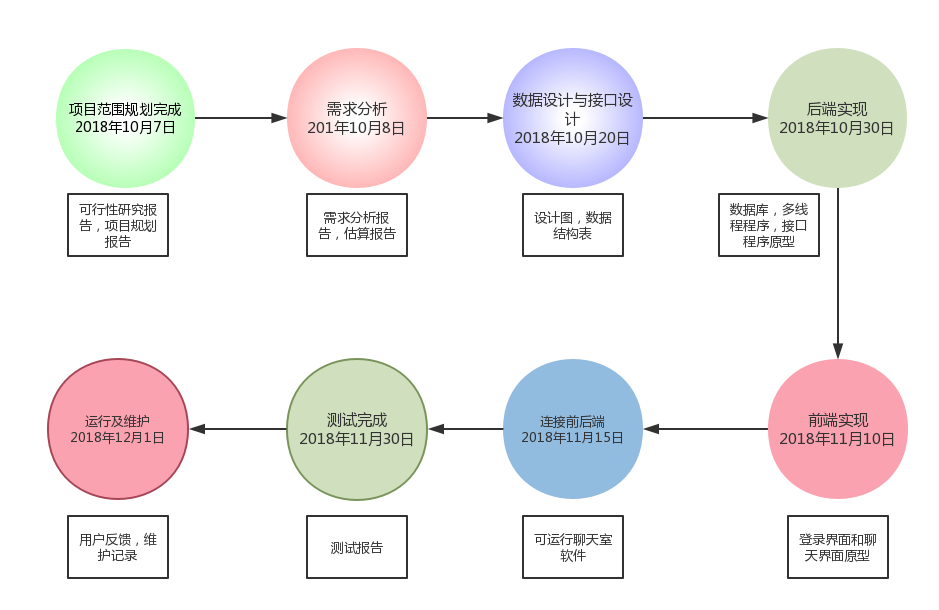 项目范围规划完成
2018年10月7日
需求分析
201年10月8日
数据设计与接口设
计
2018年10月20日
后端实现
2018年10月30日
可行性研究报
告，项目规划
报告
需求分析报
告，估算报告
设计图，数据
结构表
数据库，多线
程程序，接口
程序原型
前端实现
2018年11月10日
连接前后端
2018年11月15日
测试完成
2018年11月30日
运行及维护
2018年12月1日
登录界面和聊
天界面原型
可运行聊天室
软件
测试报告
用户反馈，维
护记录